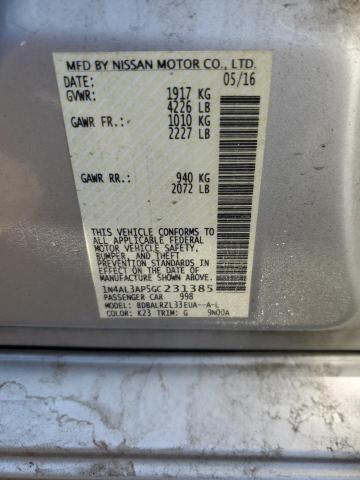 MFD BY NISSAN MOTOR CO., LTD.
DATE 05/16
GVWR: 1917 KG
4226 LB
GAWR FR.: 1010 KG
2227 LB
GAWR RR.: 940 KG
2072 LB
THIS VEHICLE CONFORMS TO ALL
APPLICABLE FEDERAL MOTOR
VEHICLE SAFETY,
BUMPER, AND THEFT
PREVENTION STANDARDS
IN EFFECT ON THE DATE OF
MANUFACTURE SHOWN ABOVE.
1N4AL3AP5GC231385
PASSENGER CAR 998
MODEL: BDBALRZL33EUA--A-L
COLOR: K23 TRIM: G 9N00A